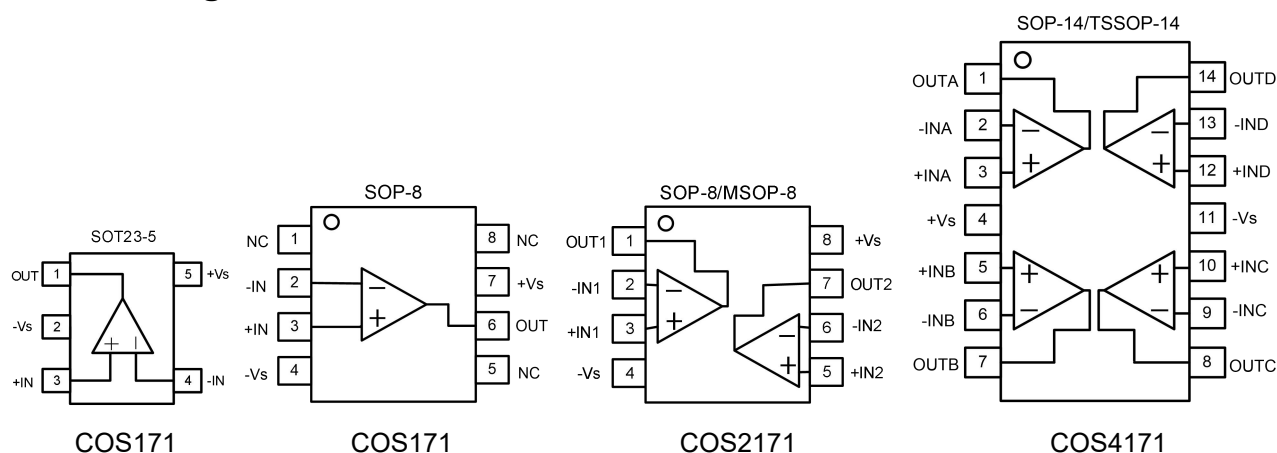 SOT23-5
OUT 1 5 +Vs
-Vs 2
+IN 3 4 -IN
COS171
SOP-8
NC 1 8 NC
-IN 2 7 +Vs
+IN 3 6 OUT
-Vs 4 5 NC
COS171
SOP-8/MSOP-8
OUT1 1 8 +Vs
-IN1 2 7 OUT2
+IN1 3 6 -IN2
-Vs 4 5 +IN2
COS2171
SOP-14/TSSOP-14
OUTA 1 14 OUTD
-INA 2 13 -IND
+INA 3 12 +IND
+Vs 4 11 -Vs
+INB 5 10 +INC
-INB 6 9 -INC
OUTB 7 8 OUTC
COS4171